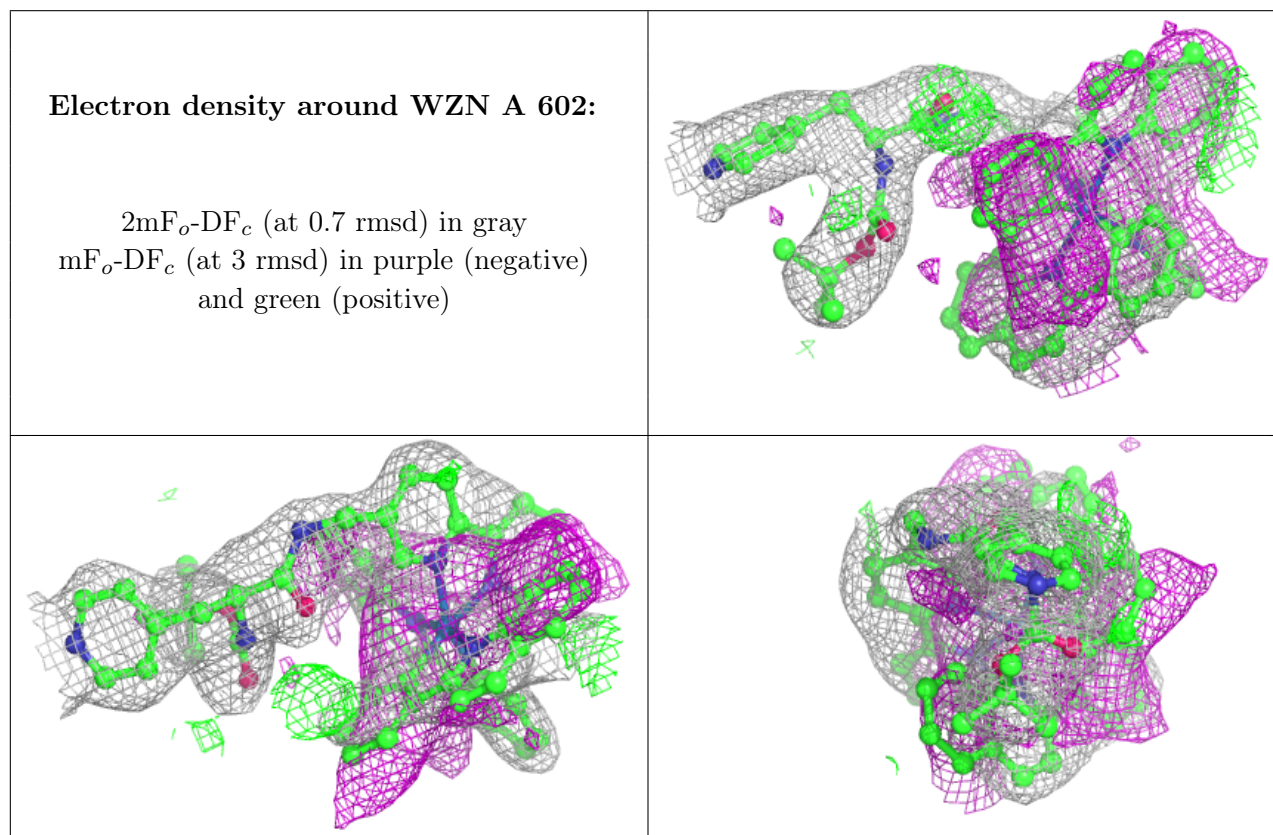 Electron density around WZN A 602:
2mFo-DFc (at 0.7 rmsd) in gray
mFo-DFc (at 3 rmsd) in purple (negative)
and green (positive)